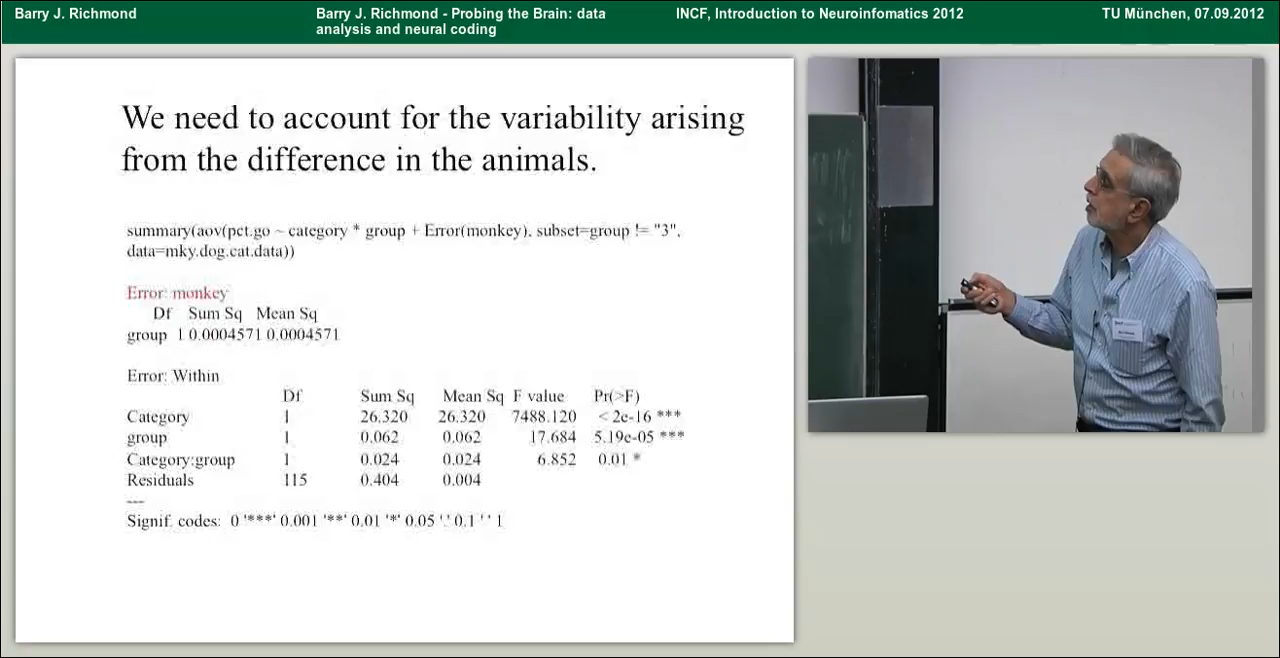 Barry J. Richmond
Barry J. Richmond - Probing the Brain: data
analysis and neural coding
INCF, Introduction to Neuroinfomatics 2012
TU München, 07.09.2012
We need to account for the variability arising
from the difference in the animals.
summary(aov(pct.go ~ category * group + Error(monkey), subset=group != "3",
data=mky.dog.cat.data))
Error: monkey
Df Sum Sq Mean Sq
group 1 0.0004571 0.0004571
Error: Within
Df Sum Sq Mean Sq F value Pr(>F)
Category 1 26.320 26.320 7488.120 < 2e-16 ***
group 1 0.062 0.062 17.684 5.19e-05 ***
Category:group 1 0.024 0.024 6.852 0.01 *
Residuals 115 0.404 0.004
---
Signif. codes: 0 '***' 0.001 '**' 0.01 '*' 0.05 '.' 0.1 ' ' 1